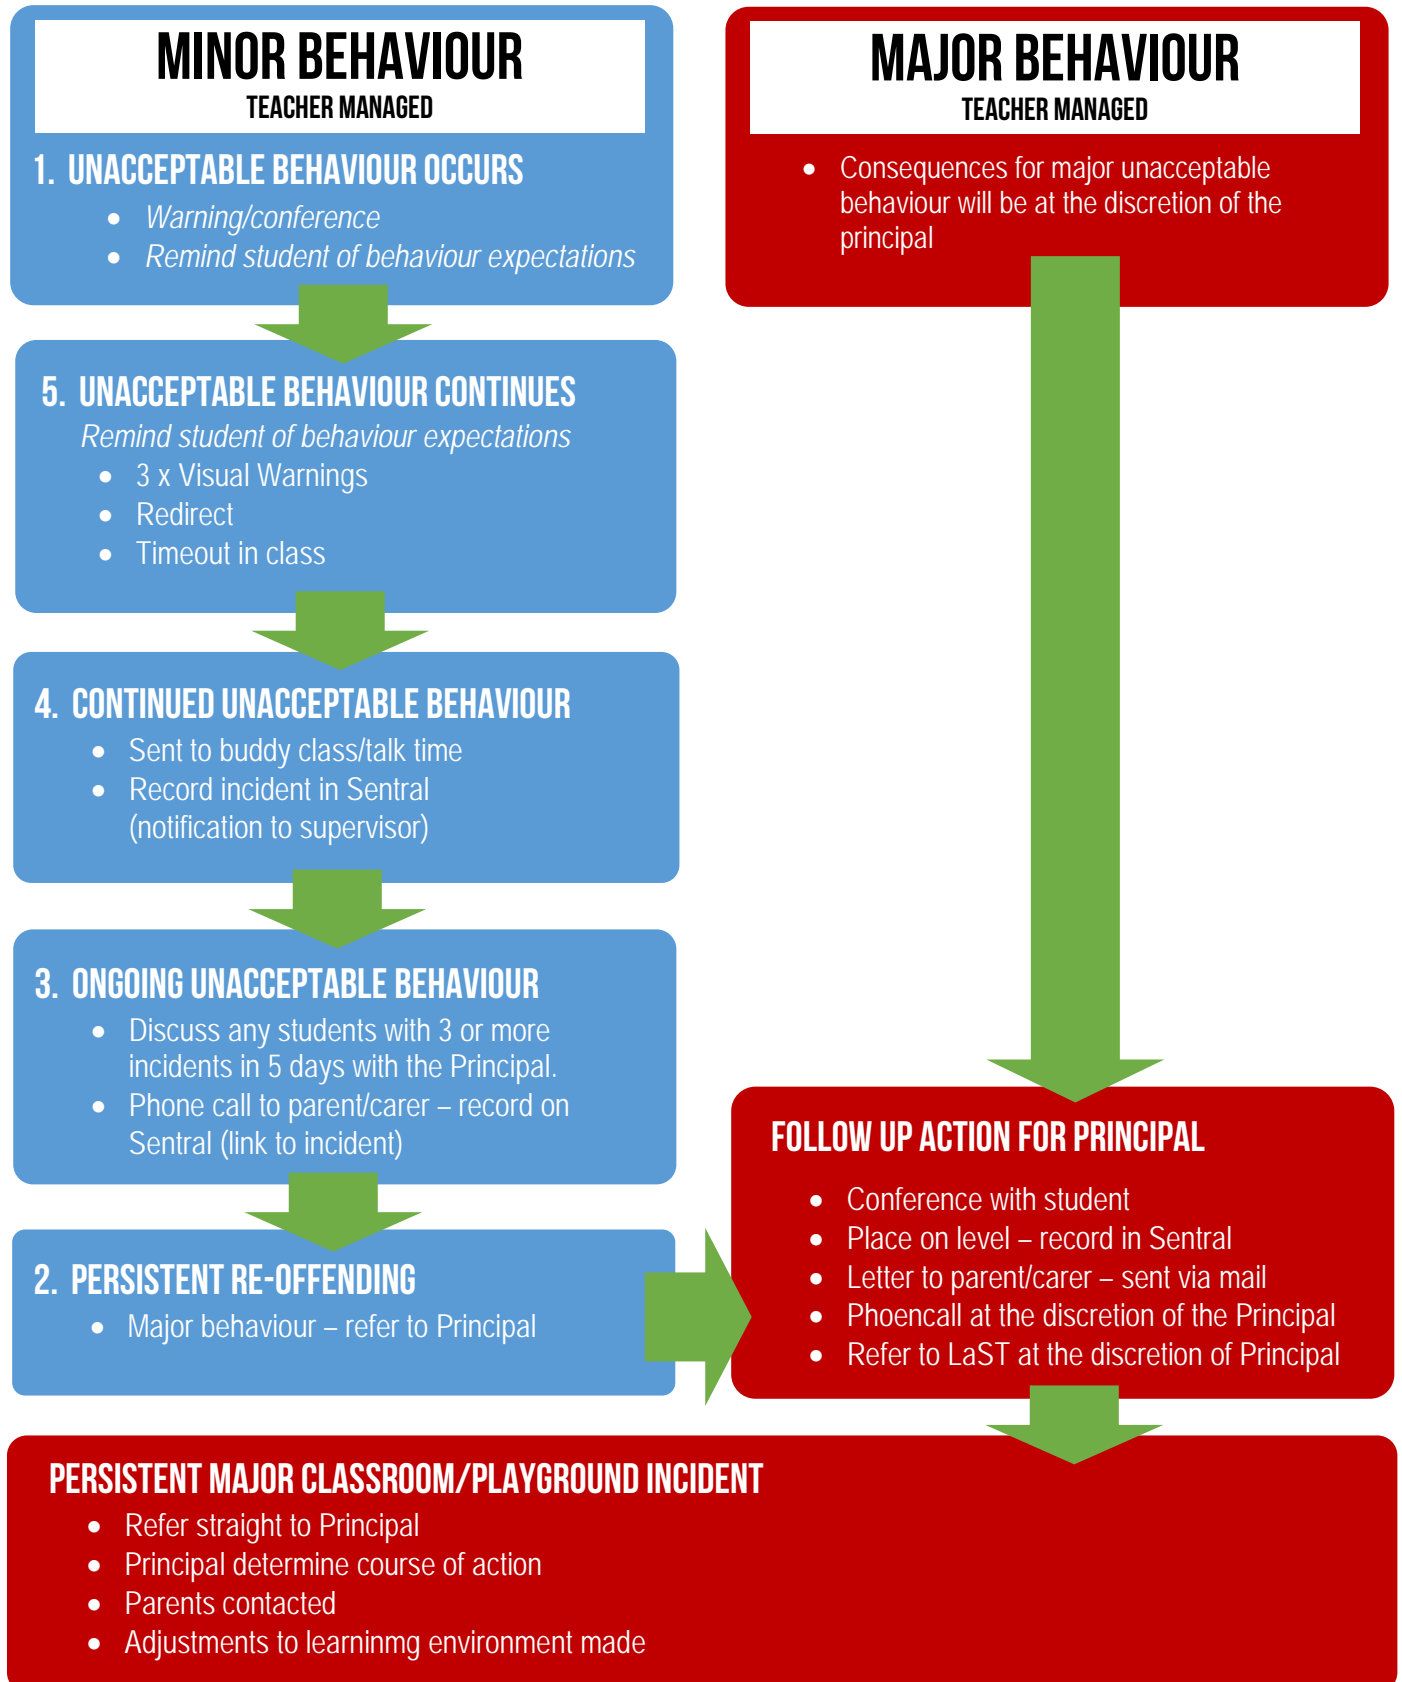 MINOR BEHAVIOUR
TEACHER MANAGED
1. UNACCEPTABLE BEHAVIOUR OCCURS
• Warning/conference
• Remind student of behaviour expectations
5. UNACCEPTABLE BEHAVIOUR CONTINUES
Remind student of behaviour expectations
• 3 x Visual Warnings
• Redirect
• Timeout in class
4. CONTINUED UNACCEPTABLE BEHAVIOUR
• Sent to buddy class/talk time
• Record incident in Sentral
(notification to supervisor)
3. ONGOING UNACCEPTABLE BEHAVIOUR
• Discuss any students with 3 or more
incidents in 5 days with the Principal.
• Phone call to parent/carer – record on
Sentral (link to incident)
2. PERSISTENT RE-OFFENDING
• Major behaviour – refer to Principal
MAJOR BEHAVIOUR
TEACHER MANAGED
• Consequences for major unacceptable
behaviour will be at the discretion of the
principal
FOLLOW UP ACTION FOR PRINCIPAL
• Conference with student
• Place on level – record in Sentral
• Letter to parent/carer – sent via mail
• Phoencall at the discretion of the Principal
• Refer to LaST at the discretion of Principal
PERSISTENT MAJOR CLASSROOM/PLAYGROUND INCIDENT
• Refer straight to Principal
• Principal determine course of action
• Parents contacted
• Adjustments to learninmg environment made